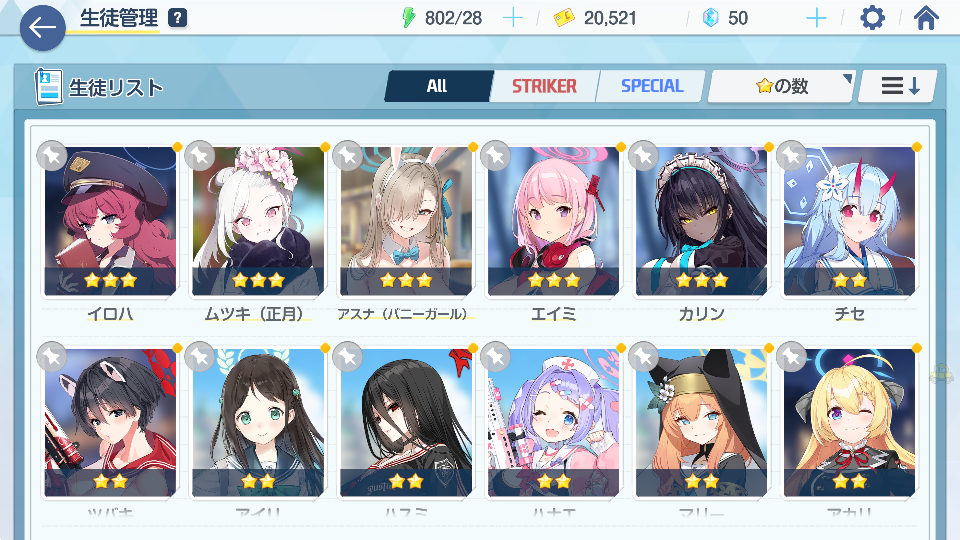 生徒管理 ? 802/28 20,521 50
生徒リスト All STRIKER SPECIAL の数
イロハ ムツキ（正月） アスナ（バニーガール） エイミ カリン チセ
ツバキ アイリ ハスミ ハナエ マリー アカリ